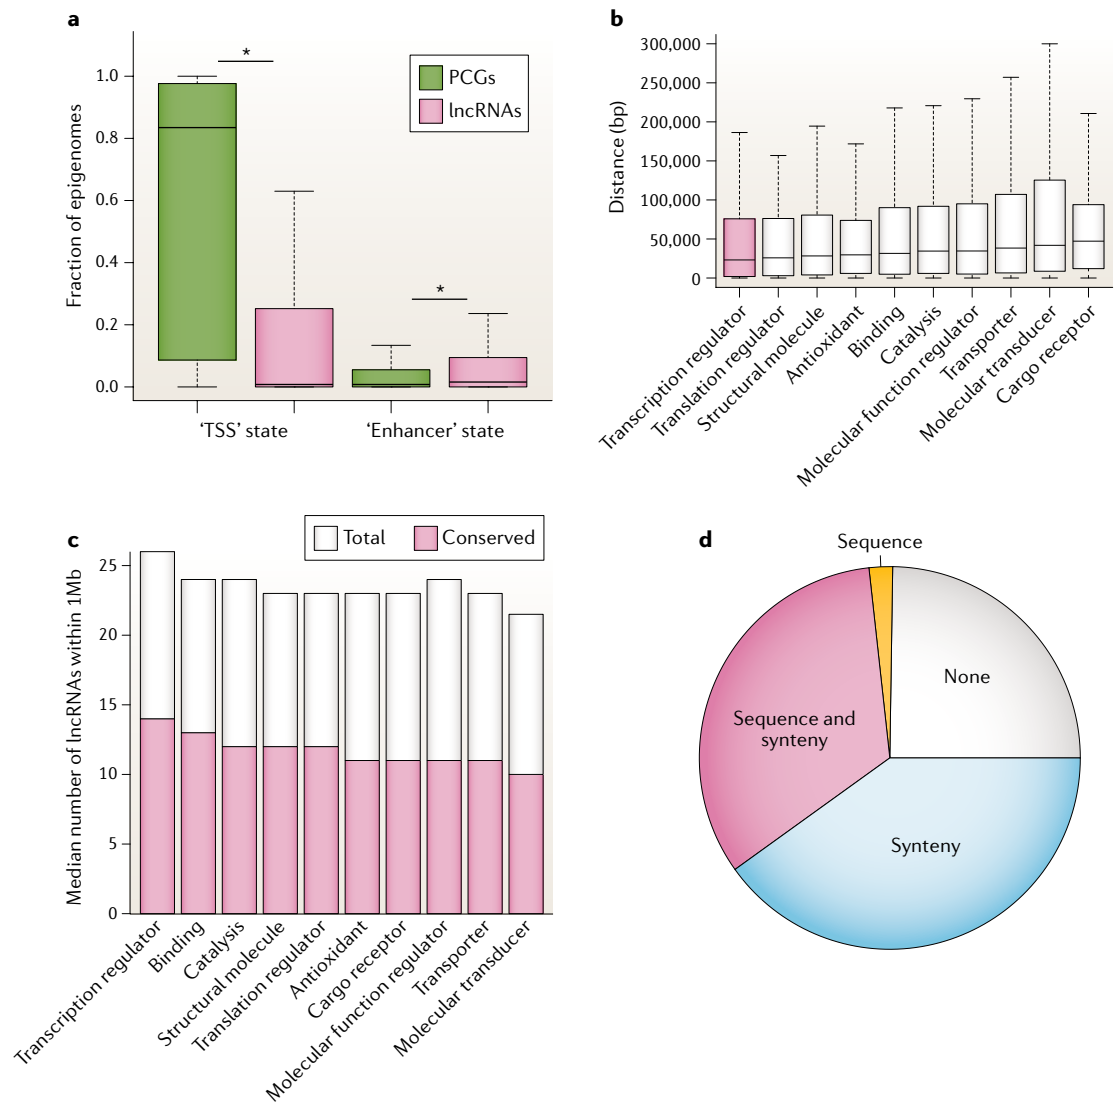 a
Fraction of epigenomes
1.0
0.8
0.6
0.4
0.2
0.0
*
*
PCGs
lncRNAs
‘TSS’ state
‘Enhancer’ state
b
Distance (bp)
300,000
200,000
150,000
100,000
50,000
0
Transcription regulator
Translation regulator
Structural molecule
Antioxidant
Binding
Catalysis
Molecular function regulator
Transporter
Molecular transducer
Cargo receptor
c
Total
Conserved
Median number of lncRNAs within 1Mb
25
20
15
10
5
0
Transcription regulator
Binding
Catalysis
Structural molecule
Translation regulator
Antioxidant
Cargo receptor
Molecular function regulator
Transporter
Molecular transducer
d
Sequence
None
Sequence and
synteny
Synteny